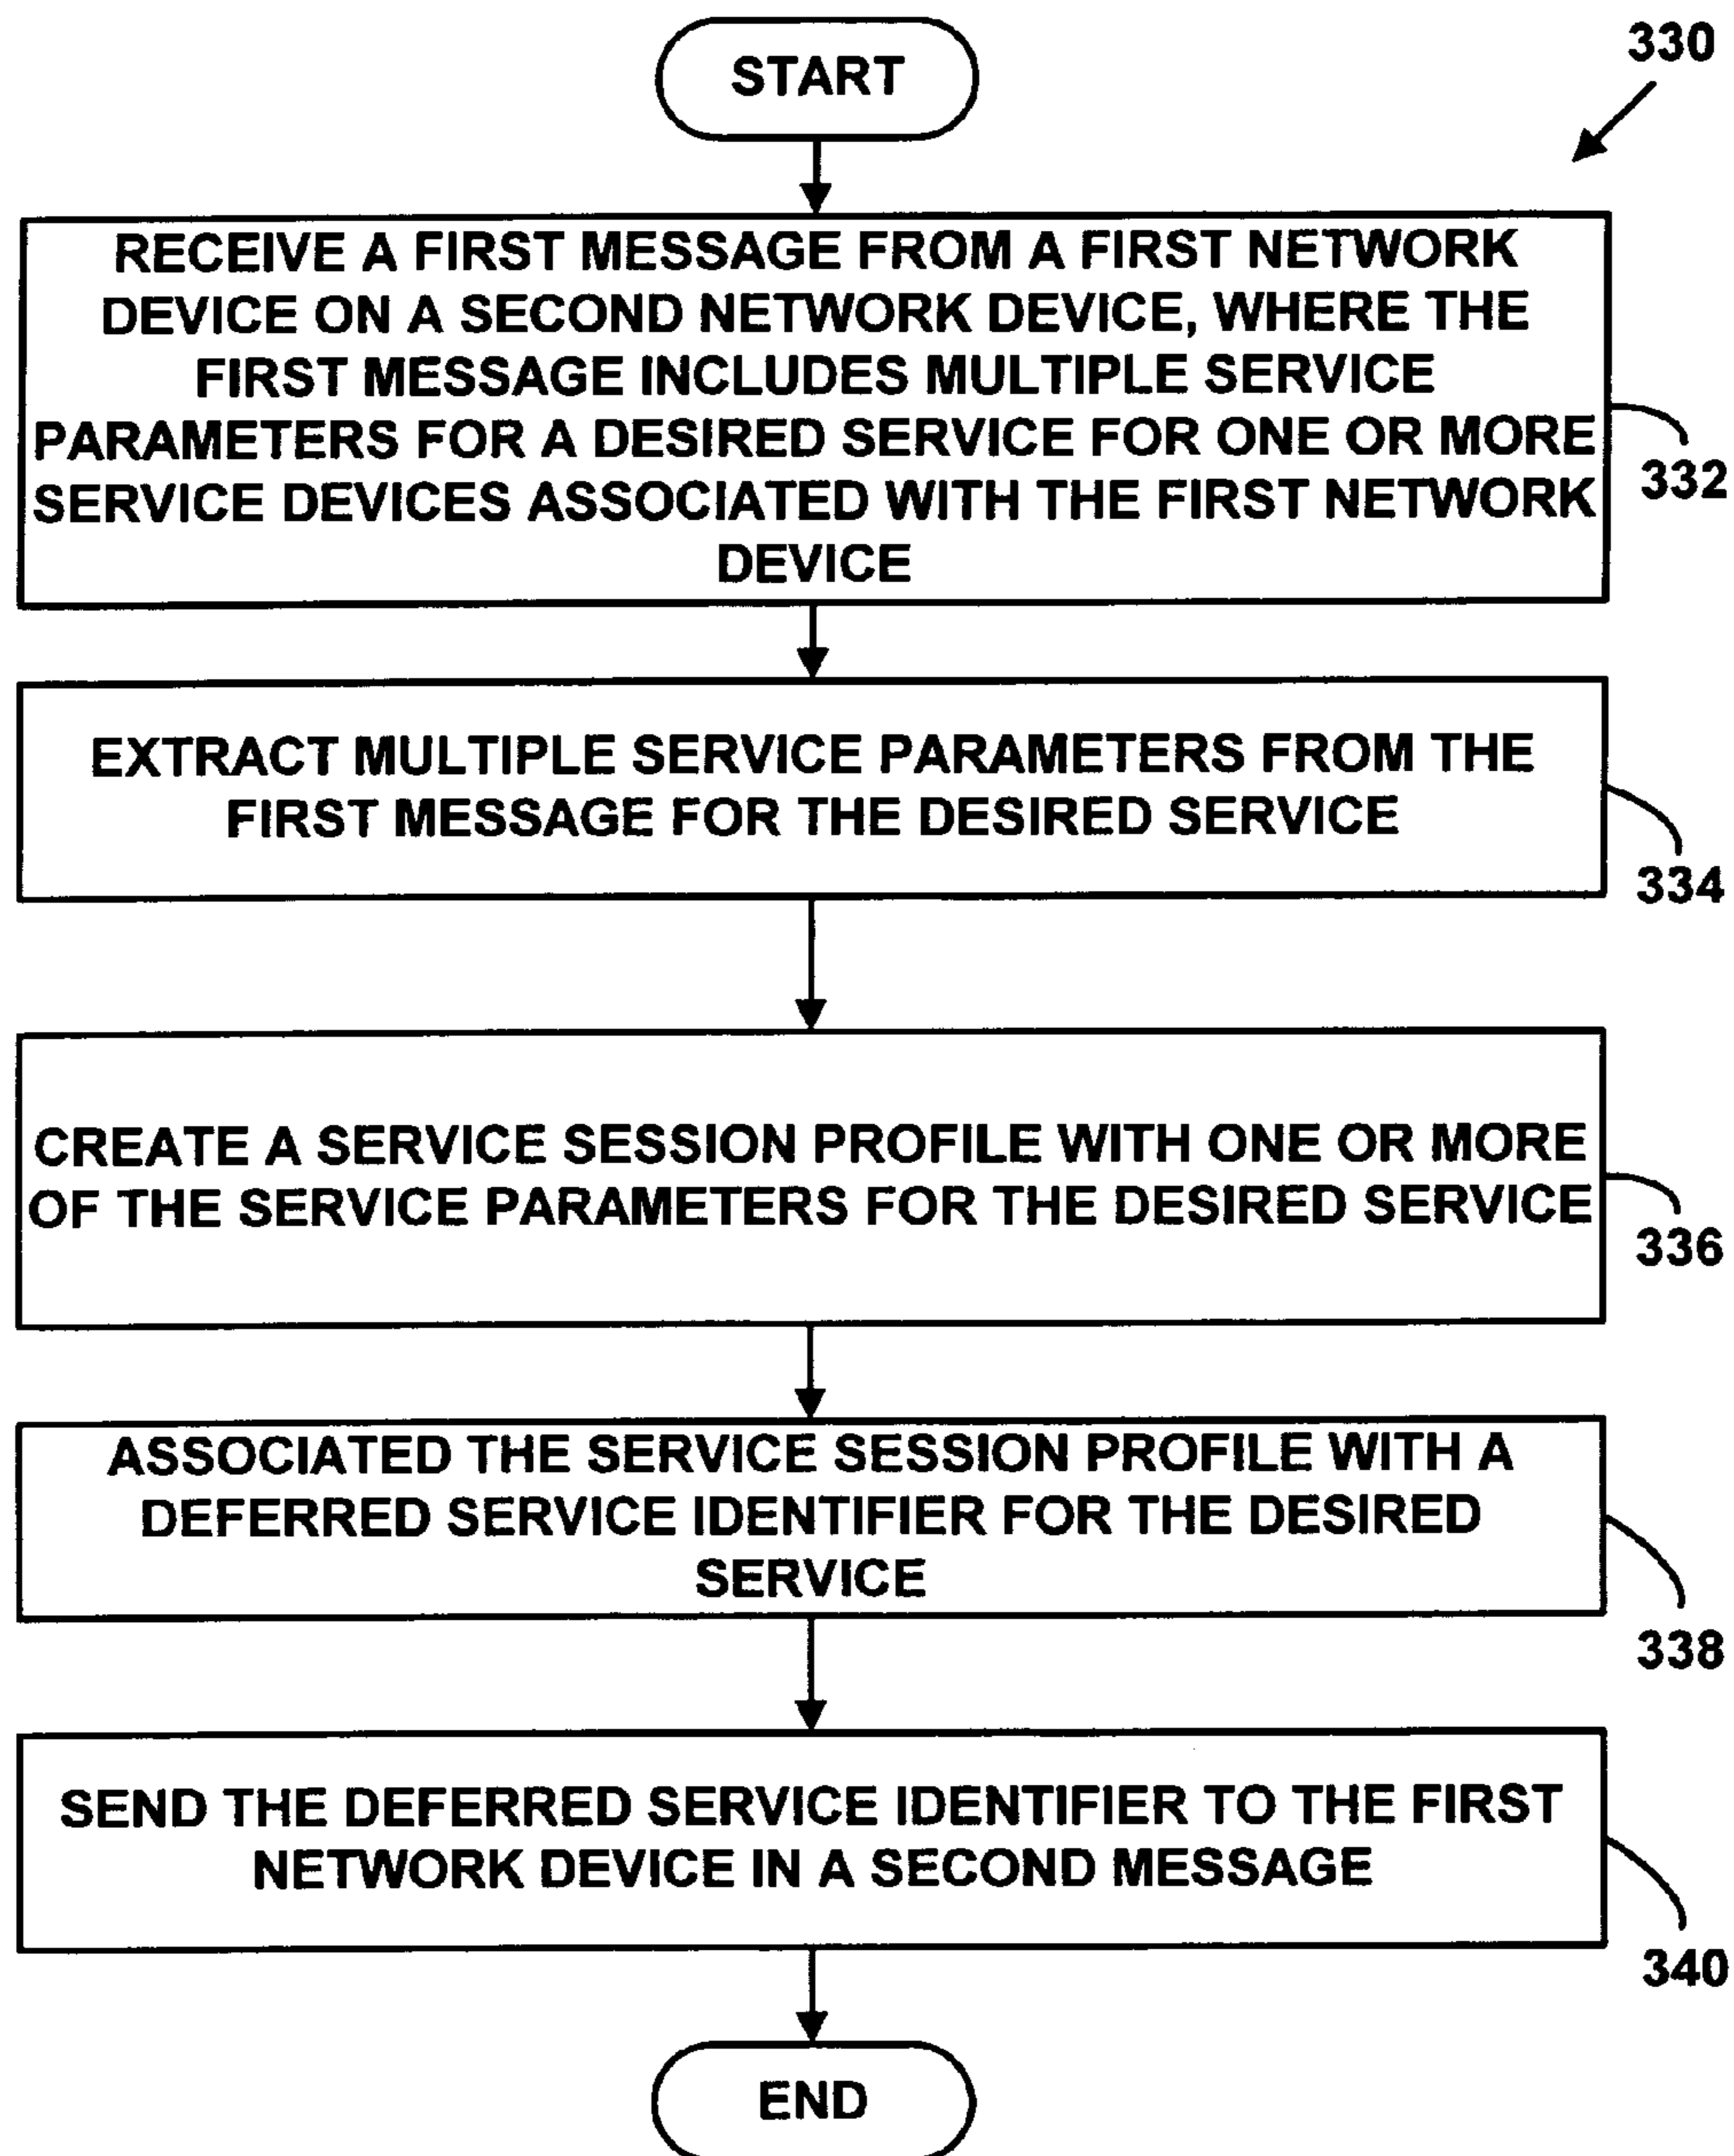 START
330
RECEIVE A FIRST MESSAGE FROM A FIRST NETWORK
DEVICE ON A SECOND NETWORK DEVICE, WHERE THE
FIRST MESSAGE INCLUDES MULTIPLE SERVICE
PARAMETERS FOR A DESIRED SERVICE FOR ONE OR MORE
SERVICE DEVICES ASSOCIATED WITH THE FIRST NETWORK
DEVICE
332
EXTRACT MULTIPLE SERVICE PARAMETERS FROM THE
FIRST MESSAGE FOR THE DESIRED SERVICE
334
CREATE A SERVICE SESSION PROFILE WITH ONE OR MORE
OF THE SERVICE PARAMETERS FOR THE DESIRED SERVICE
336
ASSOCIATED THE SERVICE SESSION PROFILE WITH A
DEFERRED SERVICE IDENTIFIER FOR THE DESIRED
SERVICE
338
SEND THE DEFERRED SERVICE IDENTIFIER TO THE FIRST
NETWORK DEVICE IN A SECOND MESSAGE
340
END